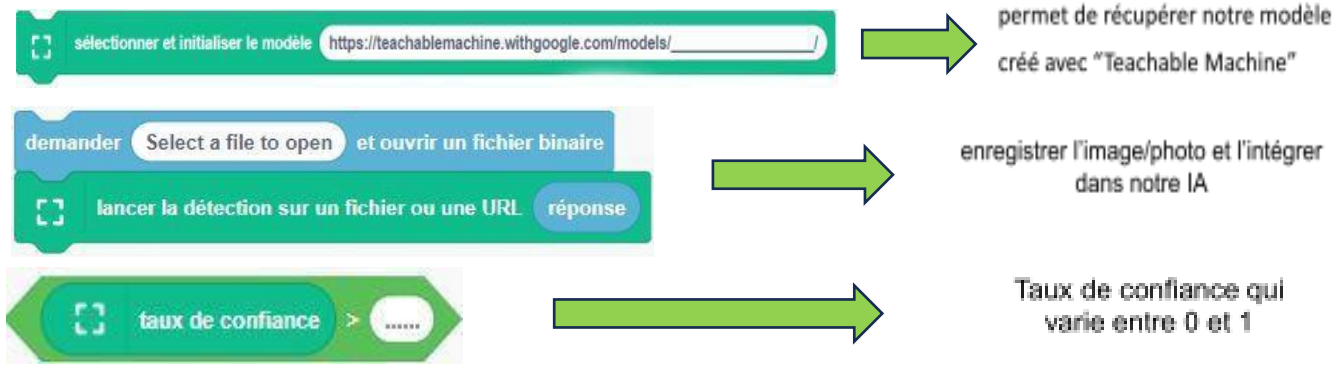 sélectionner et initialiser le modèle https://teachablemachine.withgoogle.com/models/__________________/
permet de récupérer notre modèle
créé avec “Teachable Machine”
demander Select a file to open et ouvrir un fichier binaire
lancer la détection sur un fichier ou une URL réponse
enregistrer l'image/photo et l'intégrer
dans notre IA
taux de confiance > ......
Taux de confiance qui
varie entre 0 et 1